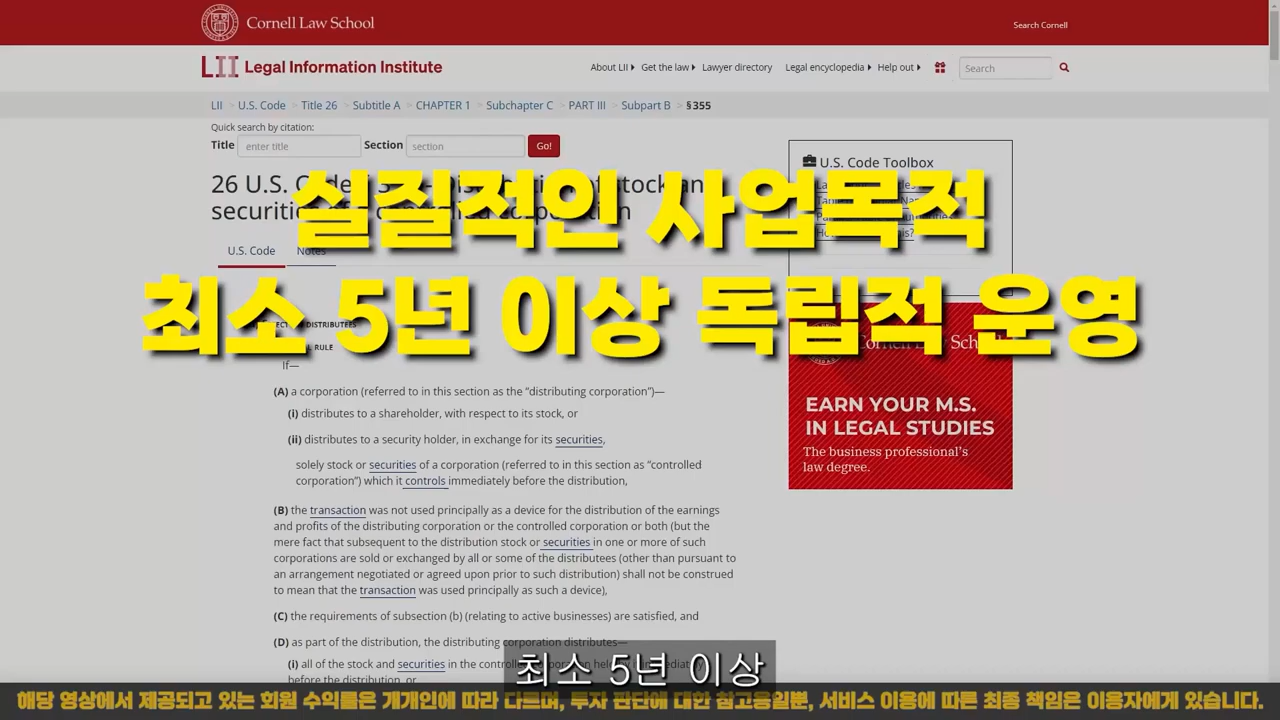 Cornell Law School
Search Cornell
LII Legal Information Institute
About LII Get the law Lawyer directory Legal encyclopedia Help out Search
LII > U.S. Code > Title 26 > Subtitle A > CHAPTER 1 > Subchapter C > PART III > Subpart B > § 355
Quick search by citation:
Title enter title Section section Go!
U.S. Code Toolbox
26 U.S. Code
securities
실질적인 사업목적
U.S. Code Notes
최소 5년 이상 독립적 운영
DISTRIBUTEES
RULE
If—
(A) a corporation (referred to in this section as the “distributing corporation”)—
(i) distributes to a shareholder, with respect to its stock, or
(ii) distributes to a security holder, in exchange for its securities,
solely stock or securities of a corporation (referred to in this section as “controlled
corporation”) which it controls immediately before the distribution,
(B) the transaction was not used principally as a device for the distribution of the earnings
and profits of the distributing corporation or the controlled corporation or both (but the
mere fact that subsequent to the distribution stock or securities in one or more of such
corporations are sold or exchanged by all or some of the distributees (other than pursuant to
an arrangement negotiated or agreed upon prior to such distribution) shall not be construed
to mean that the transaction was used principally as such a device),
(C) the requirements of subsection (b) (relating to active businesses) are satisfied, and
(D) as part of the distribution, the distributing corporation distributes—
(i) all of the stock and securities in the
before the distribution, or
EARN YOUR M.S.
IN LEGAL STUDIES
The business professional’s
law degree.
최소 5년 이상
해당 영상에서 제공되고 있는 회원 수익률은 개개인에 따라 다르며, 투자 판단에 대한 참고용일뿐, 서비스 이용에 따른 최종 책임은 이용자에게 있습니다.